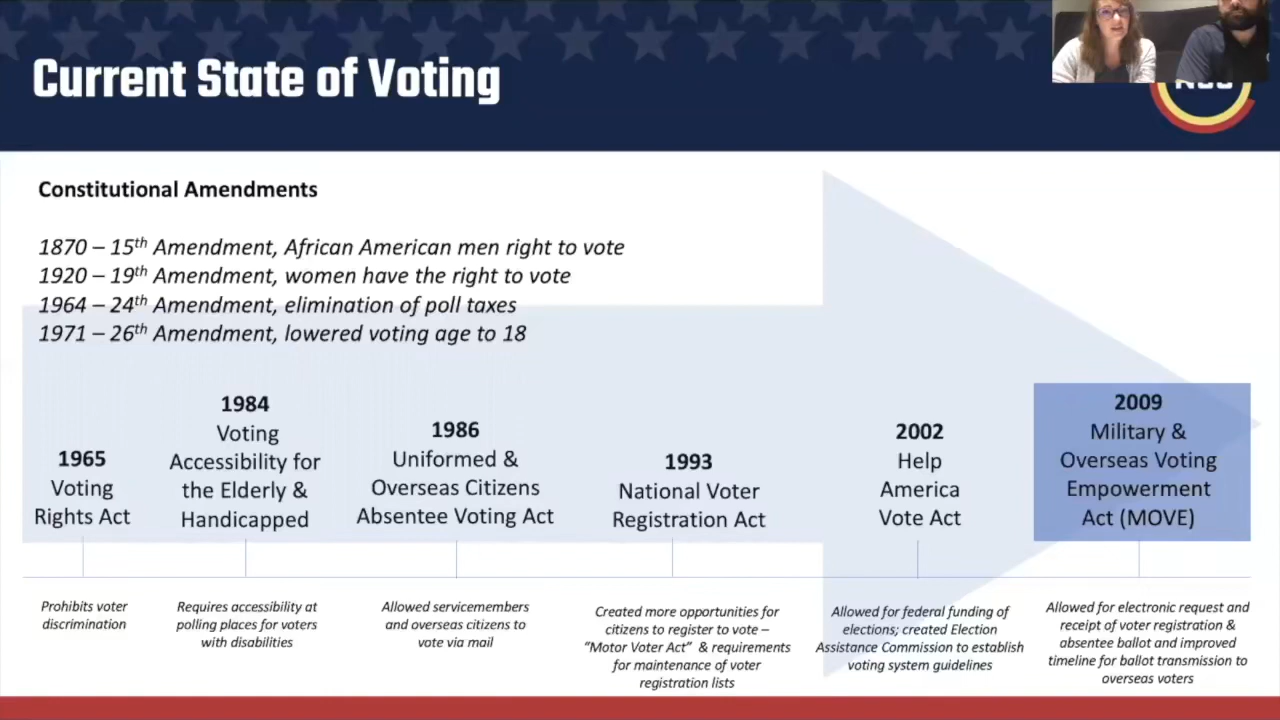 Current State of Voting
Constitutional Amendments
1870 – 15th Amendment, African American men right to vote
1920 – 19th Amendment, women have the right to vote
1964 – 24th Amendment, elimination of poll taxes
1971 – 26th Amendment, lowered voting age to 18
1965
Voting
Rights Act
1984
Voting
Accessibility for
the Elderly &
Handicapped
1986
Uniformed &
Overseas Citizens
Absentee Voting Act
1993
National Voter
Registration Act
2002
Help
America
Vote Act
2009
Military &
Overseas Voting
Empowerment
Act (MOVE)
Prohibits voter
discrimination
Requires accessibility at
polling places for voters
with disabilities
Allowed servicemembers
and overseas citizens to
vote via mail
Created more opportunities for
citizens to register to vote –
"Motor Voter Act" & requirements
for maintenance of voter
registration lists
Allowed for federal funding of
elections; created Election
Assistance Commission to establish
voting system guidelines
Allowed for electronic request and
receipt of voter registration &
absentee ballot and improved
timeline for ballot transmission to
overseas voters